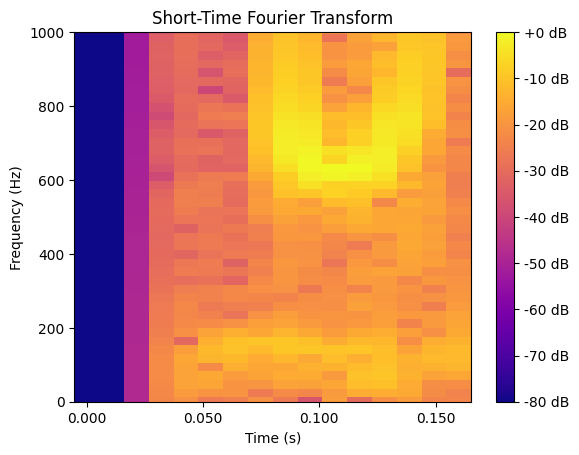 Short-Time Fourier Transform
1000
800
600
400
200
0
Frequency (Hz)
0.000
0.050
0.100
0.150
Time (s)
+0 dB
-10 dB
-20 dB
-30 dB
-40 dB
-50 dB
-60 dB
-70 dB
-80 dB